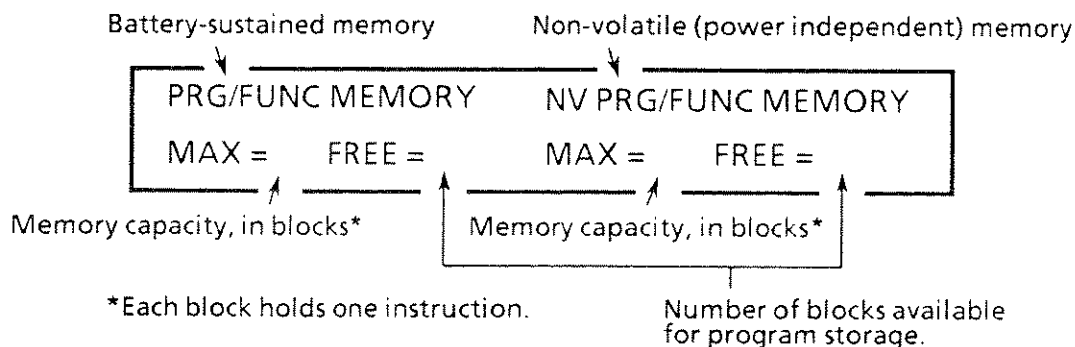 Battery-sustained memory
Non-volatile (power independent) memory
PRG/FUNC MEMORY NV PRG/FUNC MEMORY
MAX = FREE = MAX = FREE =
Memory capacity, in blocks*
Memory capacity, in blocks*
*Each block holds one instruction.
Number of blocks available
for program storage.